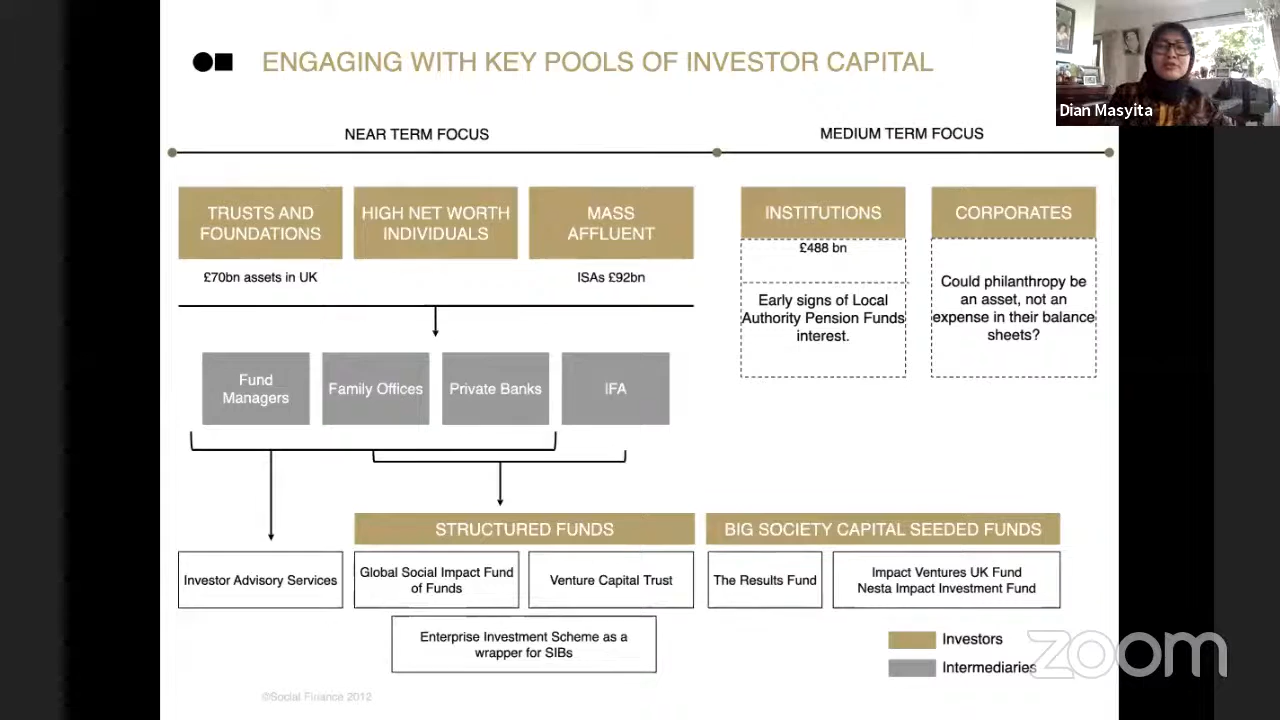 ENGAGING WITH KEY POOLS OF INVESTOR CAPITAL
Dian Masyita
NEAR TERM FOCUS
MEDIUM TERM FOCUS
TRUSTS AND
FOUNDATIONS
HIGH NET WORTH
INDIVIDUALS
MASS
AFFLUENT
INSTITUTIONS
CORPORATES
£70bn assets in UK
ISAs £92bn
£488 bn
Early signs of Local
Authority Pension Funds
interest.
Could philanthropy be
an asset, not an
expense in their balance
sheets?
Fund
Managers
Family Offices
Private Banks
IFA
STRUCTURED FUNDS
BIG SOCIETY CAPITAL SEEDED FUNDS
Investor Advisory Services
Global Social Impact Fund
of Funds
Venture Capital Trust
The Results Fund
Impact Ventures UK Fund
Nesta Impact Investment Fund
Enterprise Investment Scheme as a
wrapper for SIBs
Investors
Intermediaries
zoom
©Social Finance 2012